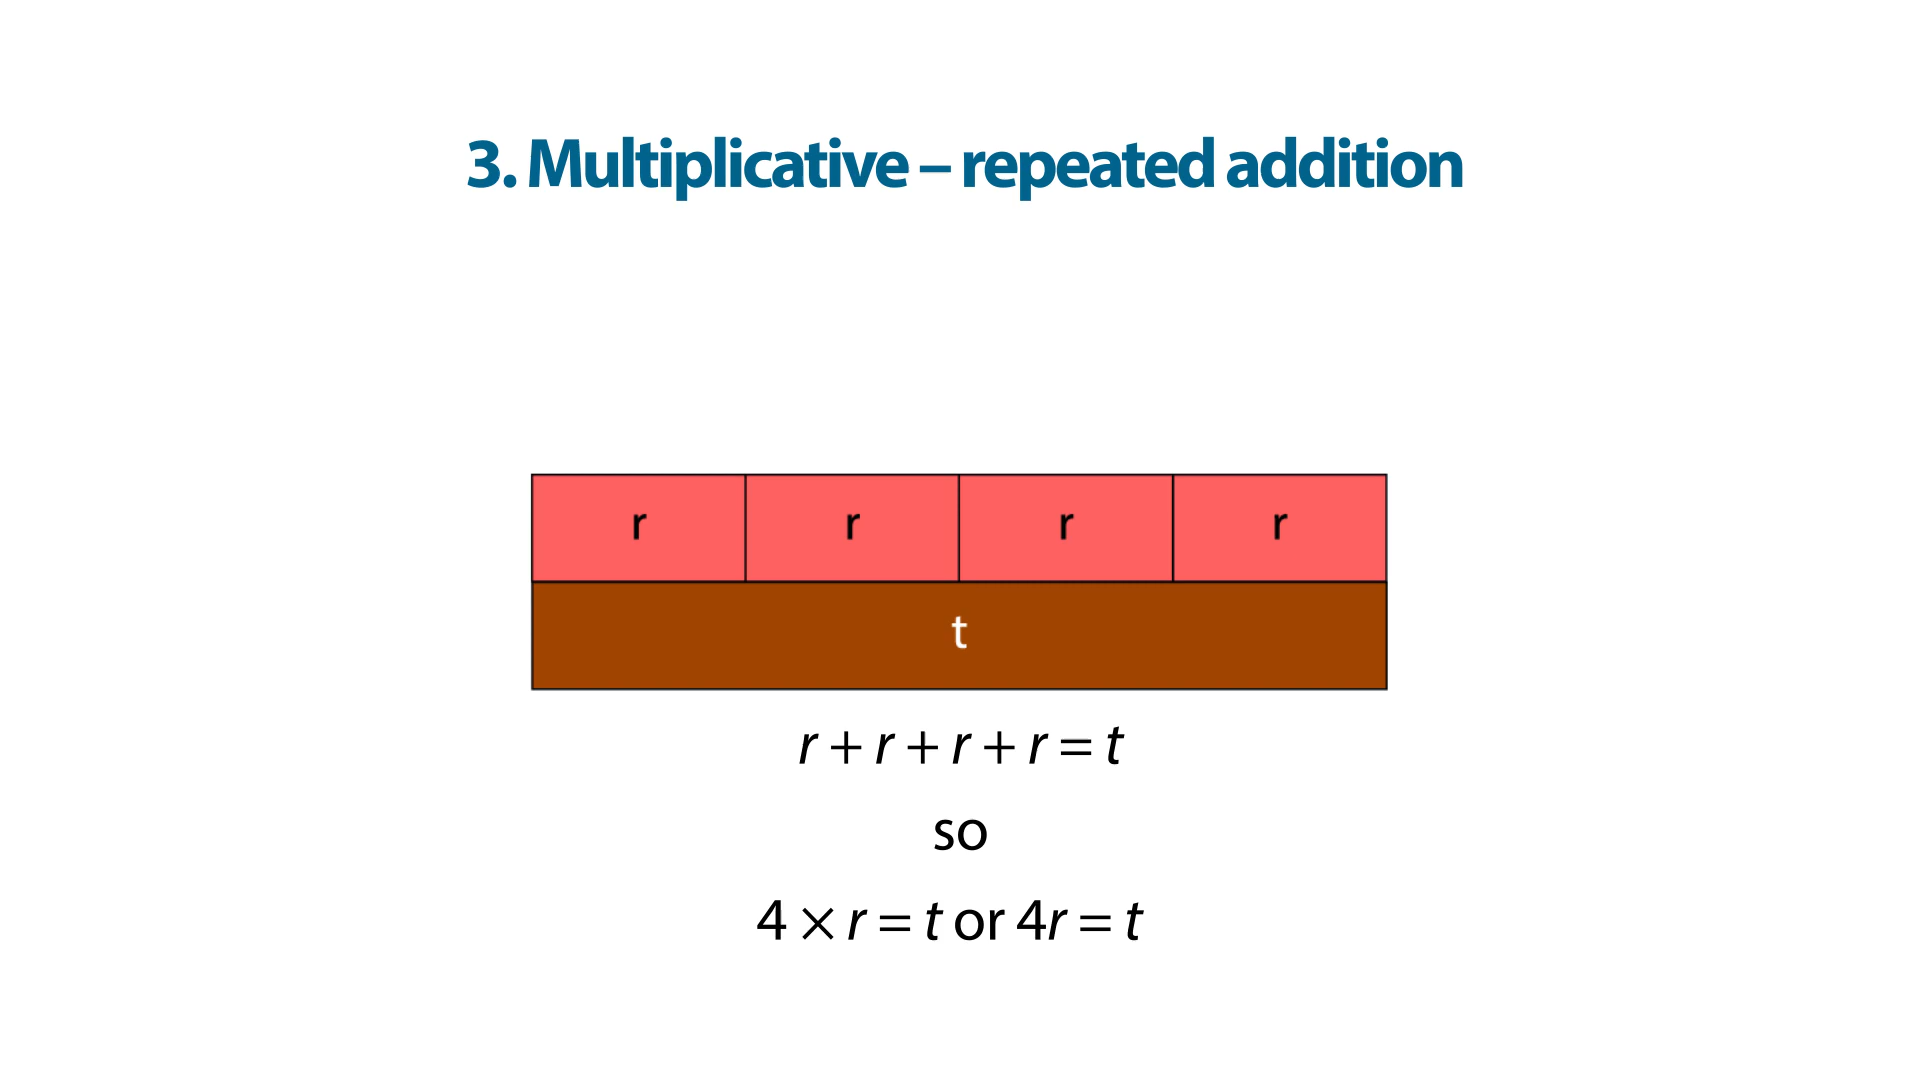 3. Multiplicative – repeated addition
r r r r
t
r + r + r + r = t
so
4 × r = t or 4r = t